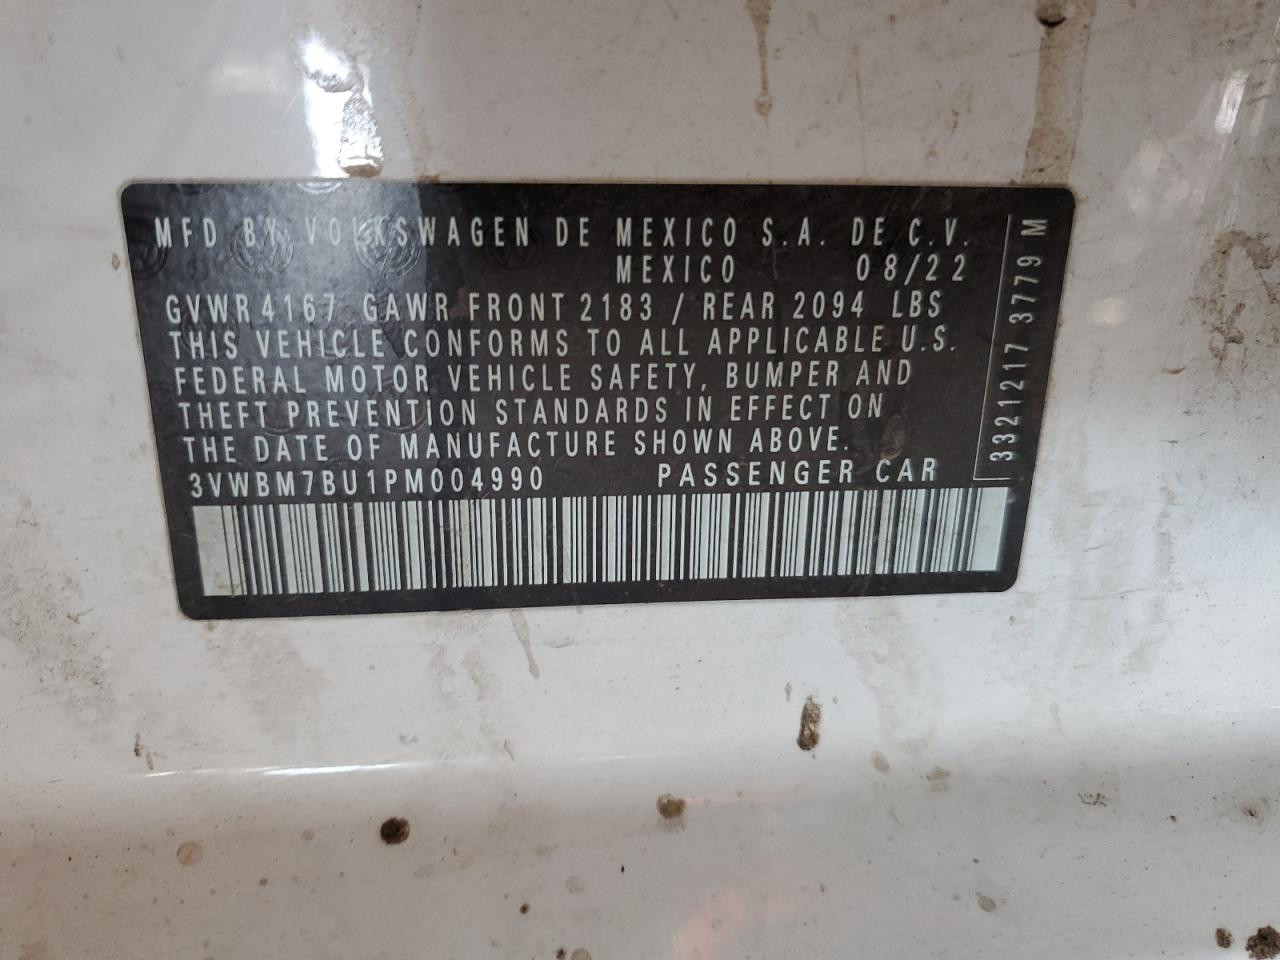 MFD BY VOLKSWAGEN DE MEXICO S.A. DE C.V.
MEXICO 08/22
GVWR 4167 GAWR FRONT 2183 / REAR 2094 LBS
THIS VEHICLE CONFORMS TO ALL APPLICABLE U.S.
FEDERAL MOTOR VEHICLE SAFETY, BUMPER AND
THEFT PREVENTION STANDARDS IN EFFECT ON
THE DATE OF MANUFACTURE SHOWN ABOVE.
3VWBM7BU1PM004990 PASSENGER CAR
3321217 3779 M